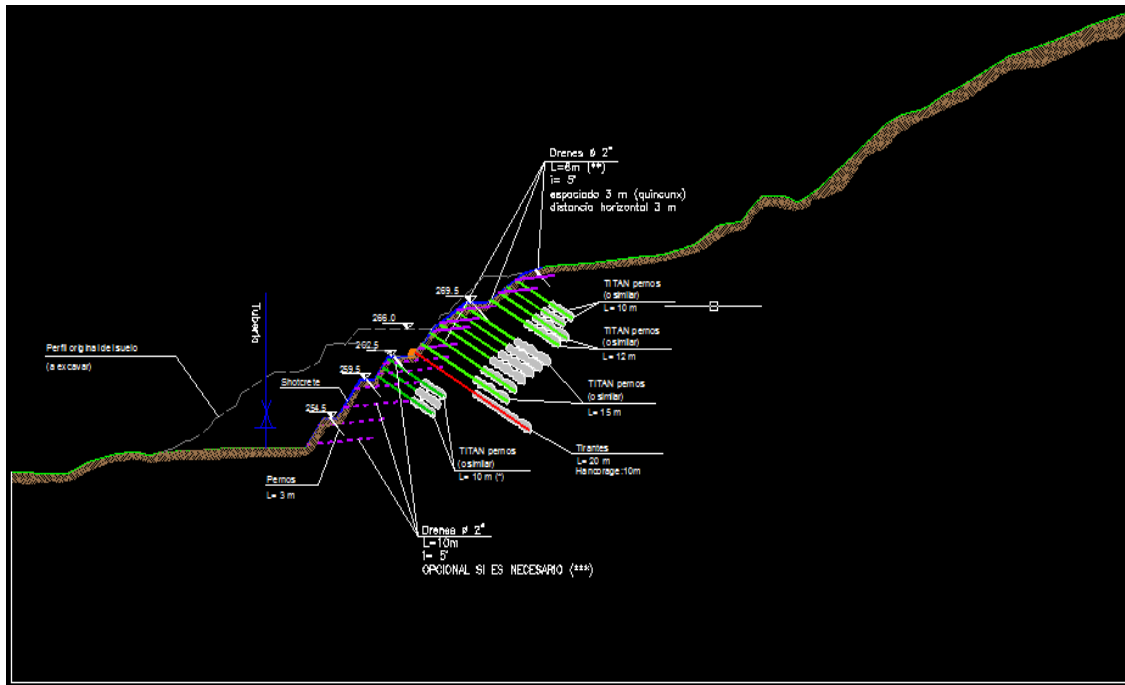 Drenes ø 2"
L=6m (**)
i= 5°
espaciado 3 m (quincunx)
distancia horizontal 3 m
TITAN pernos
(o similar)
L= 10 m
269.5
TITAN pernos
(o similar)
L= 12 m
266.0
Tuberia
Perfil original del suelo
(a excavar)
262.5
259.5
Shotcrete
TITAN pernos
(o similar)
L= 15 m
254.5
TITAN pernos
(o similar)
L= 10 m (*)
Tirantes
L= 20 m
Hancorage:10m
Pernos
L= 3 m
Drenes ø 2"
L=10m
i= 5°
OPCIONAL SI ES NECESARIO (***)